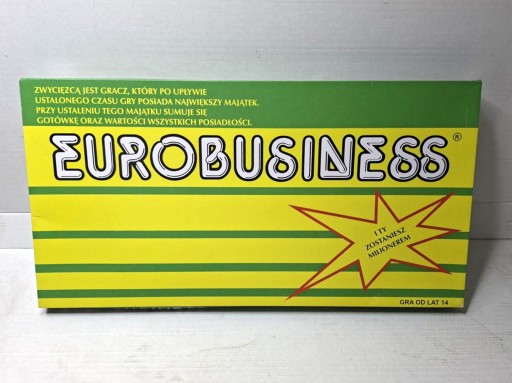 ZWYCIĘZCĄ JEST GRACZ, KTÓRY PO UPŁYWIE
USTALONEGO CZASU GRY POSIADA NAJWIĘKSZY MAJĄTEK.
PRZY USTALENIU TEGO MAJĄTKU SUMUJE SIĘ
GOTÓWKĘ ORAZ WARTOŚCI WSZYSTKICH POSIADŁOŚCI.
EUROBUSINESS®
I TY
ZOSTANIESZ
MILIONEREM
GRA OD LAT 14